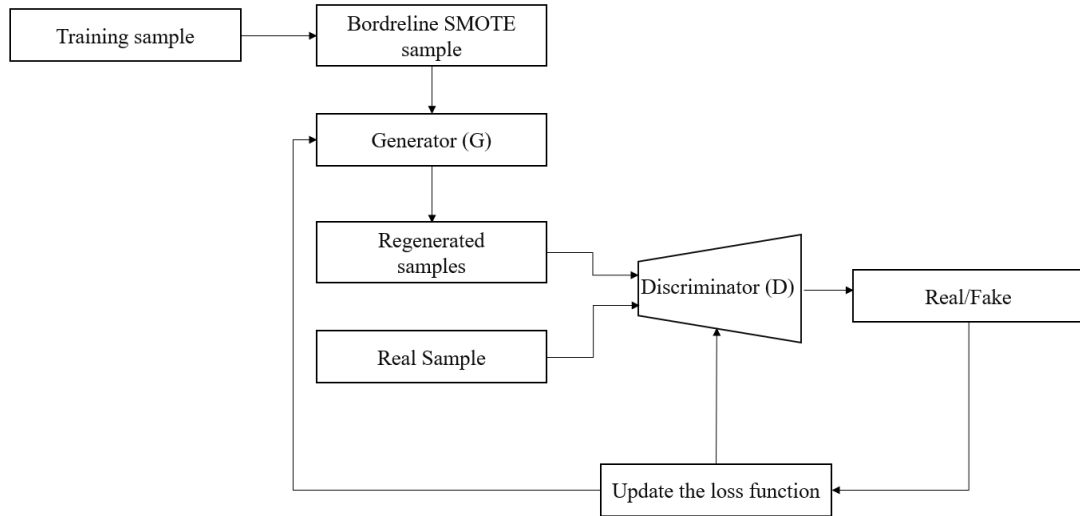 Training sample
Bordreline SMOTE
sample
Generator (G)
Regenerated
samples
Discriminator (D)
Real/Fake
Real Sample
Update the loss function